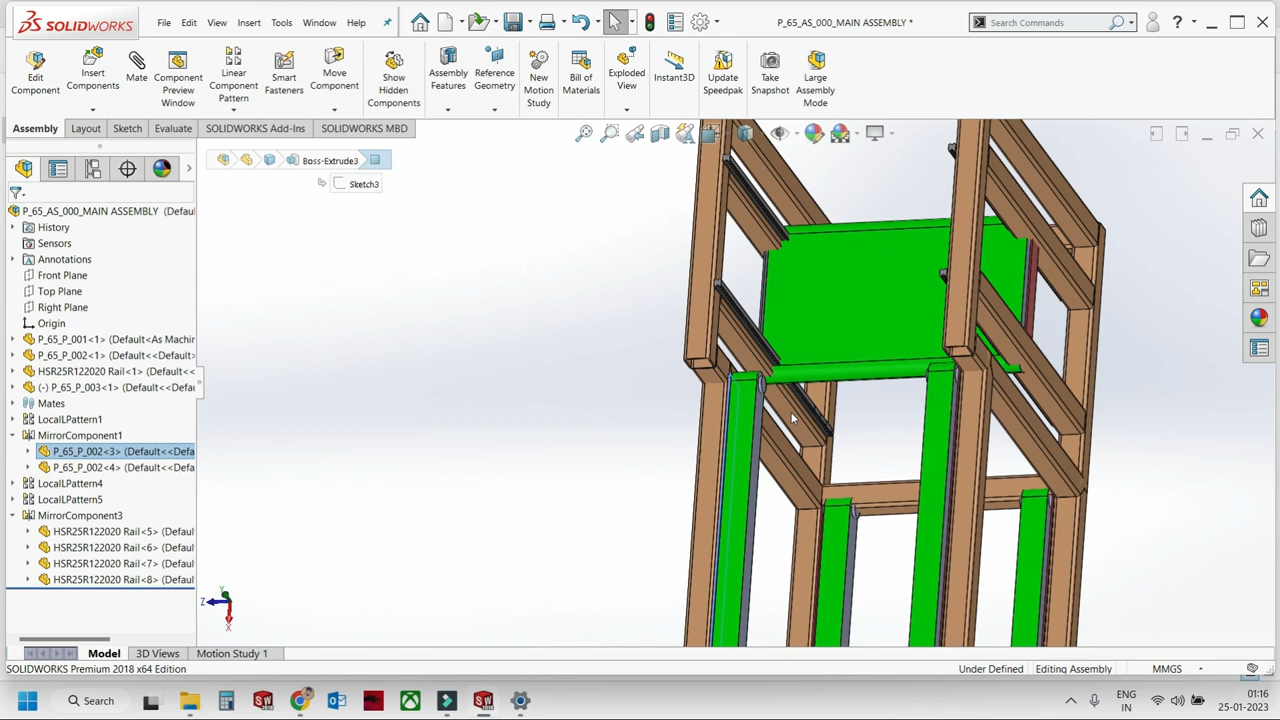 SOLIDWORKS
File Edit View Insert Tools Window Help
P_65_AS_000_MAIN ASSEMBLY *
Search Commands
Edit Component
Insert Components
Mate
Component Preview Window
Linear Component Pattern
Smart Fasteners
Move Component
Show Hidden Components
Assembly Features
Reference Geometry
New Motion Study
Bill of Materials
Exploded View
Instant3D
Update Speedpak
Take Snapshot
Large Assembly Mode
Assembly Layout Sketch Evaluate SOLIDWORKS Add-Ins SOLIDWORKS MBD
Boss-Extrude3
Sketch3
P_65_AS_000_MAIN ASSEMBLY (Defau
History
Sensors
Annotations
Front Plane
Top Plane
Right Plane
Origin
P_65_P_001<1> (Default<As Machin
P_65_P_002<1> (Default<<Default>
HSR25R122020 Rail<1> (Default<<
(-) P_65_P_003<1> (Default<<Defau
Mates
LocalLPattern1
MirrorComponent1
P_65_P_002<3> (Default<<Defa
P_65_P_002<4> (Default<<Defa
LocalLPattern4
LocalLPattern5
MirrorComponent3
HSR25R122020 Rail<5> (Defaul
HSR25R122020 Rail<6> (Defaul
HSR25R122020 Rail<7> (Defaul
HSR25R122020 Rail<8> (Defaul
Y
Z
X
Model 3D Views Motion Study 1
SOLIDWORKS Premium 2018 x64 Edition
Under Defined Editing Assembly MMGS
Search
ENG
IN
01:16
25-01-2023